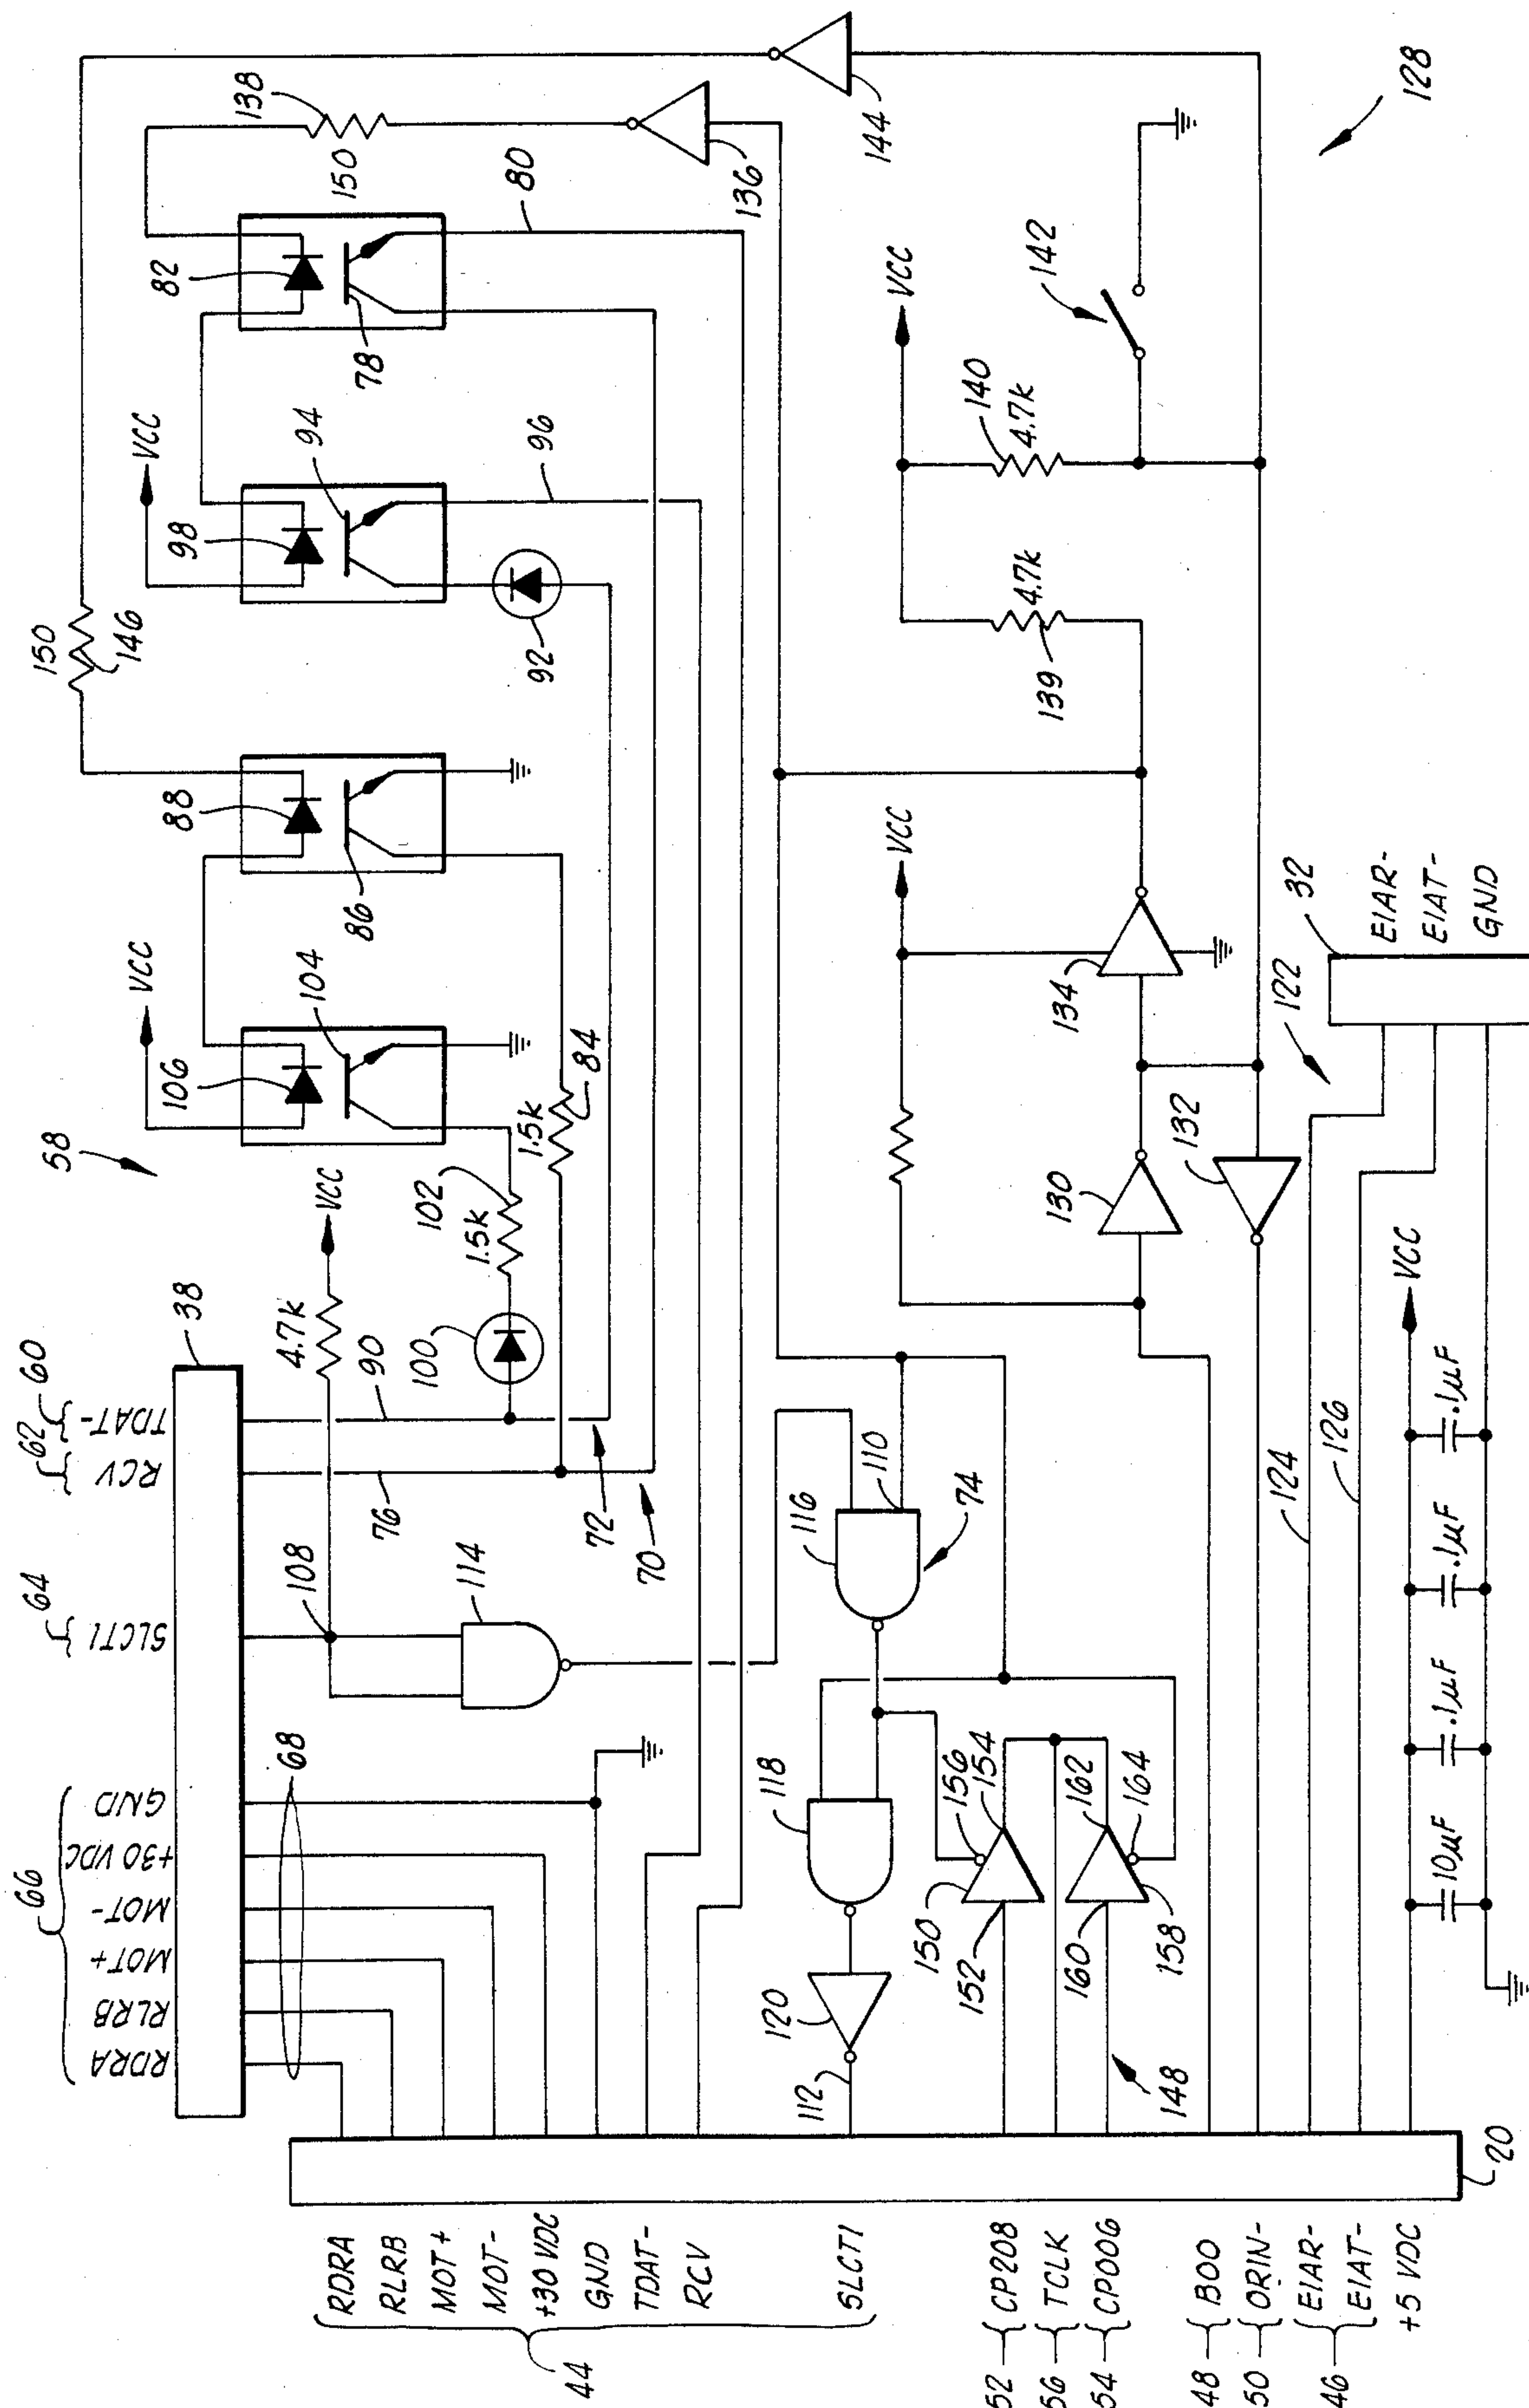 58
60
62
64
66
TDAT-
RCV
SLCTI
GND
+30 VDC
MOT-
MOT+
RLRB
RDRA
38
68
150
146
138
150
VCC
VCC
106
88
98
82
104
86
94
78
80
96
92
136
144
128
4.7k
VCC
108
90
76
100
102
1.5k
1.5k
84
72
70
114
116
110
74
118
120
112
150
152
156
154
160
162
164
158
148
VCC
VCC
140
4.7k
4.7k
139
142
134
130
132
122
32
EIAR-
EIAT-
GND
124
126
VCC
10µF
.1µF
.1µF
.1µF
20
44
RDRA
RLRB
MOT+
MOT-
+30 VDC
GND
TDAT-
RCV
SLCTI
52 CP208
56 TCLK
54 CP006
48 BOO
50 ORIN-
46 EIAR-
EIAT-
+5 VDC